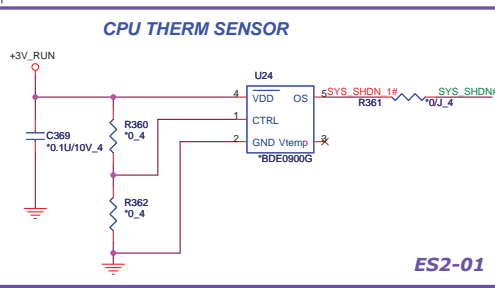 CPU THERM SENSOR
+3V_RUN
U24
4
VDD
OS
5
SYS_SHDN_1#
SYS_SHDN#
R361
*0/J_4
1
CTRL
2
GND
Vtemp
3
*BDE0900G
R360
*0_4
C369
*0.1U/10V_4
R362
*0_4
ES2-01